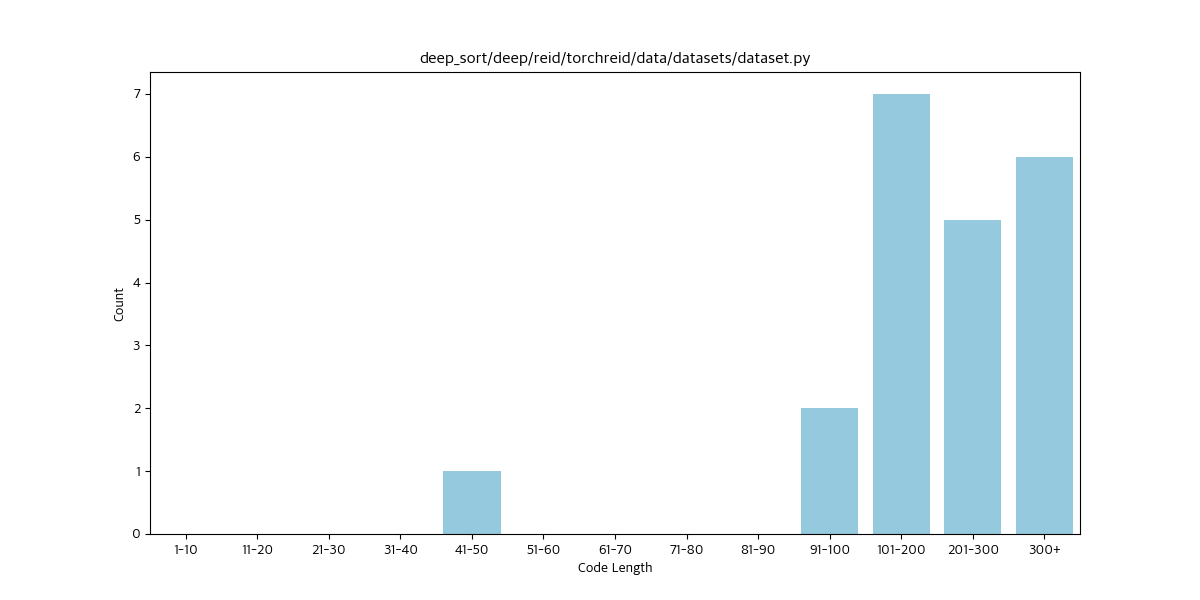 deep_sort/deep/reid/torchreid/data/datasets/dataset.py
7
6
5
4
3
2
1
0
Count
1-10 11-20 21-30 31-40 41-50 51-60 61-70 71-80 81-90 91-100 101-200 201-300 300+
Code Length